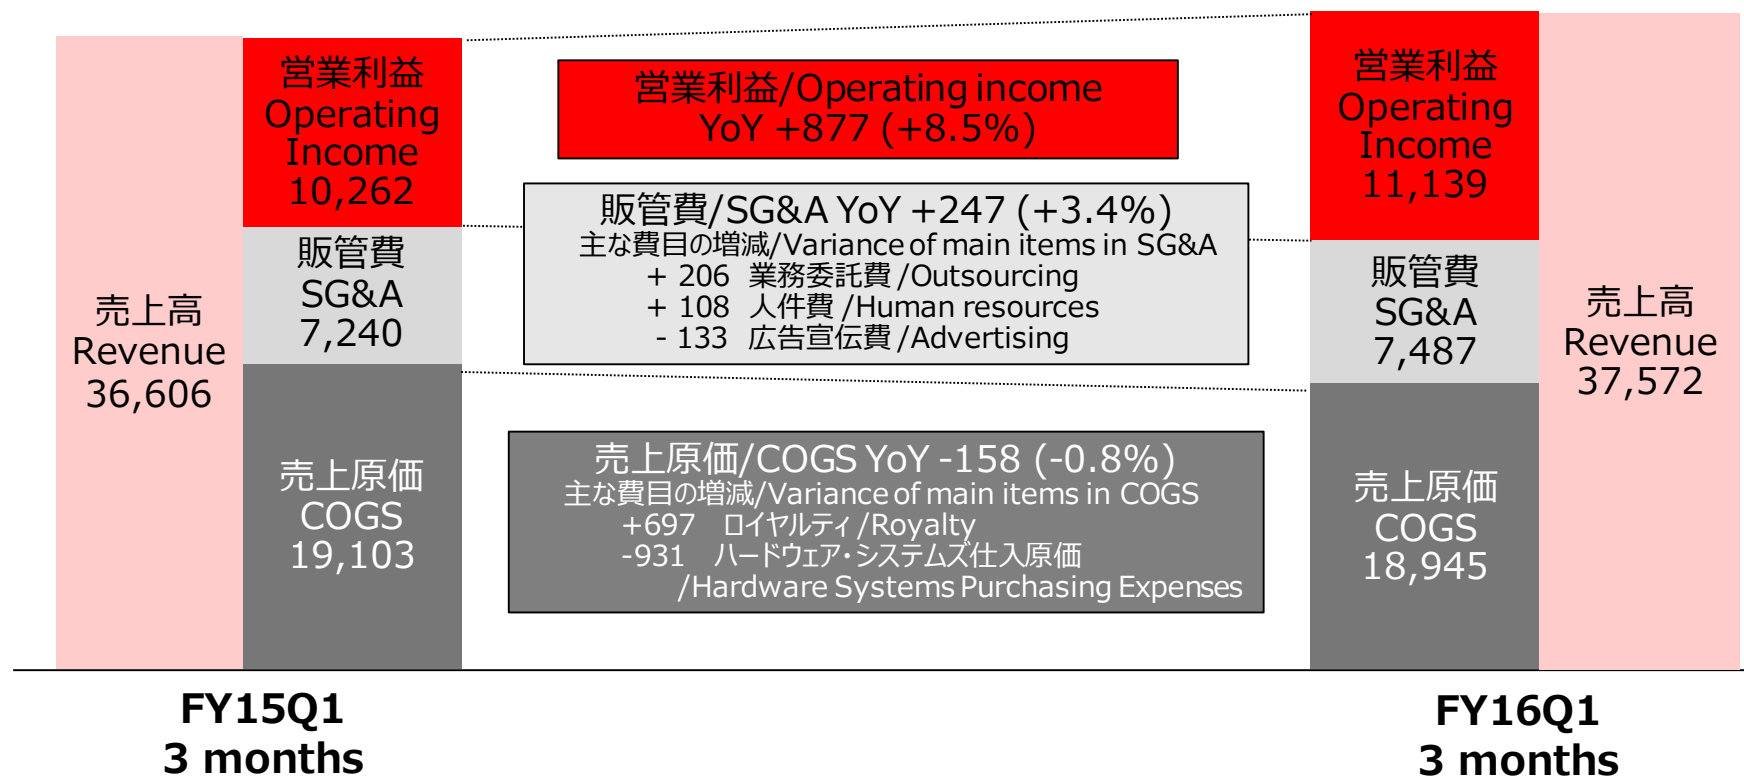 売上高
Revenue
36,606
営業利益
Operating
Income
10,262
販管費
SG&A
7,240
売上原価
COGS
19,103
営業利益/Operating income
YoY +877 (+8.5%)
販管費/SG&A YoY +247 (+3.4%)
主な費目の増減/Variance of main items in SG&A
+ 206 業務委託費/Outsourcing
+ 108 人件費/Human resources
- 133 広告宣伝費/Advertising
売上原価/COGS YoY -158 (-0.8%)
主な費目の増減/Variance of main items in COGS
+697 ロイヤルティ/Royalty
-931 ハードウェア・システムズ仕入原価
/Hardware Systems Purchasing Expenses
営業利益
Operating
Income
11,139
販管費
SG&A
7,487
売上原価
COGS
18,945
売上高
Revenue
37,572
FY15Q1
3 months
FY16Q1
3 months